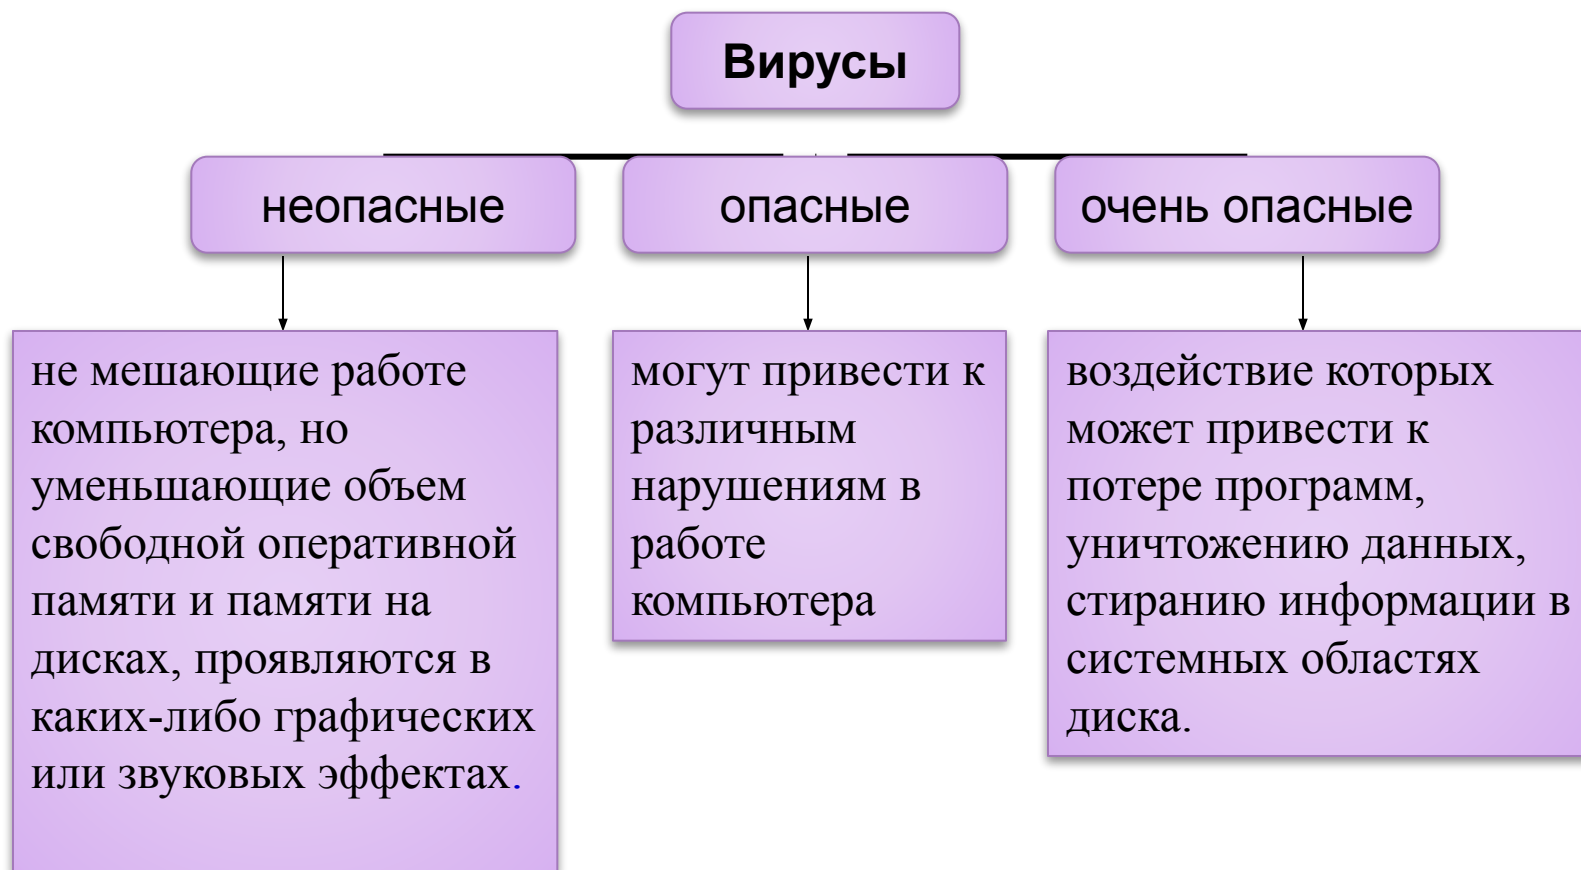 Вирусы
неопасные
опасные
очень опасные
не мешающие работе
компьютера, но
уменьшающие объем
свободной оперативной
памяти и памяти на
дисках, проявляются в
каких-либо графических
или звуковых эффектах.
могут привести к
различным
нарушениям в
работе
компьютера
воздействие которых
может привести к
потере программ,
уничтожению данных,
стиранию информации в
системных областях
диска.